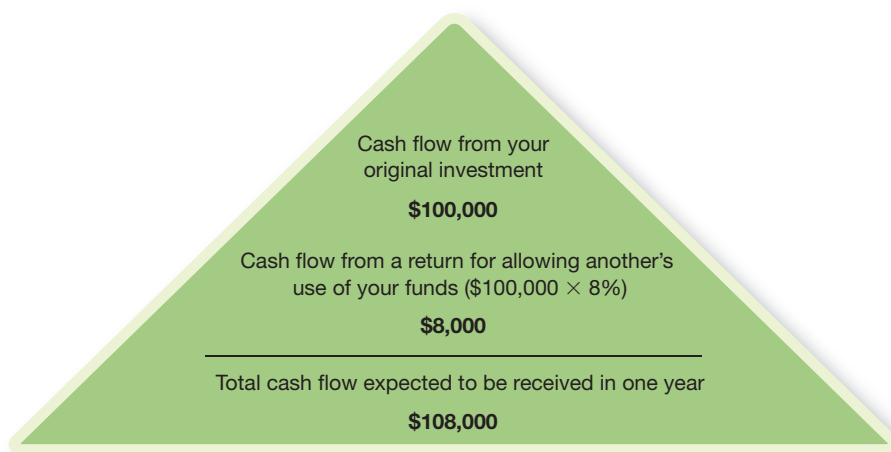 Cash flow from your
original investment
$100,000
Cash flow from a return for allowing another’s
use of your funds ($100,000 × 8%)
$8,000
Total cash flow expected to be received in one year
$108,000